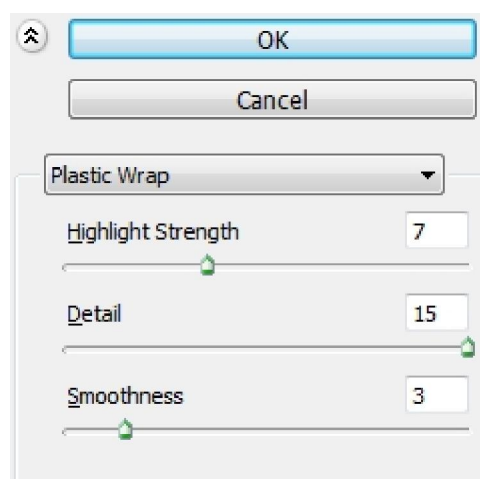 OK
Cancel
Plastic Wrap
Highlight Strength 7
Detail 15
Smoothness 3